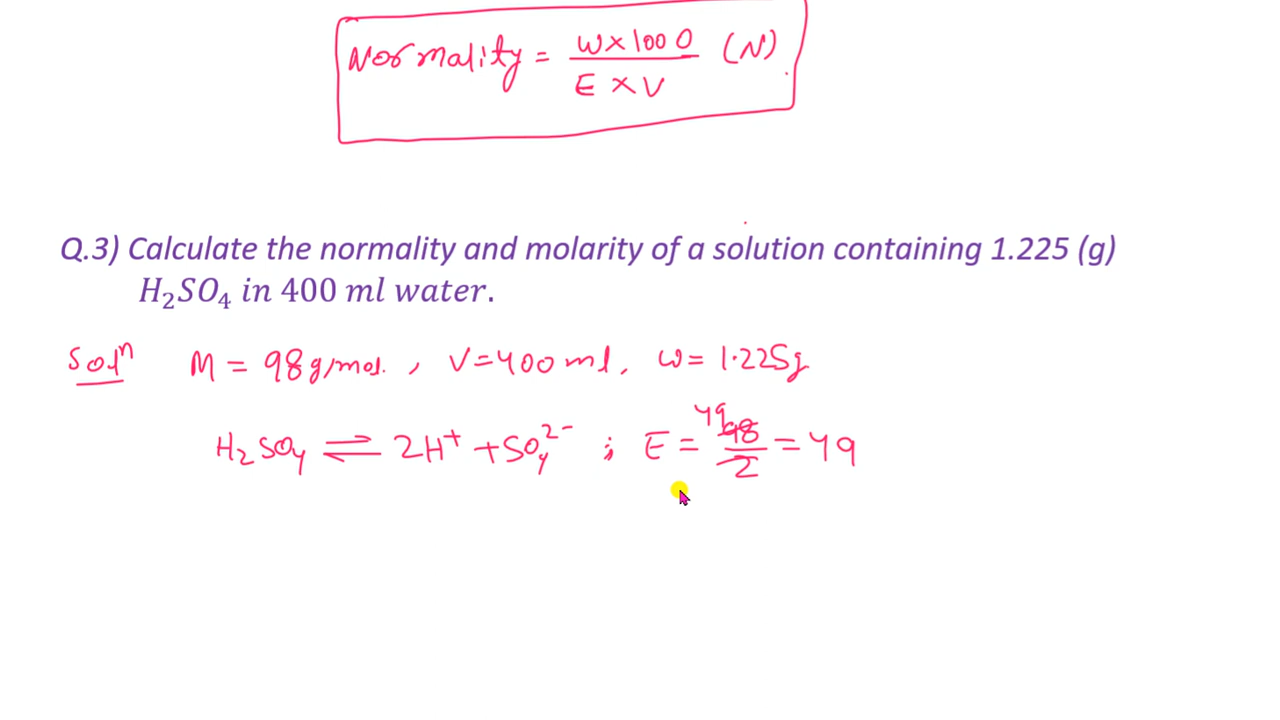 Normality = W×1000 / E×V (N)
Q.3) Calculate the normality and molarity of a solution containing 1.225 (g)
H₂SO₄ in 400 ml water.
Solⁿ M = 98 g/mol. , V=400 ml, W= 1.225g
H₂SO₄ ⇌ 2H⁺ + SO₄²⁻ ; E = 49 98/2 = 49